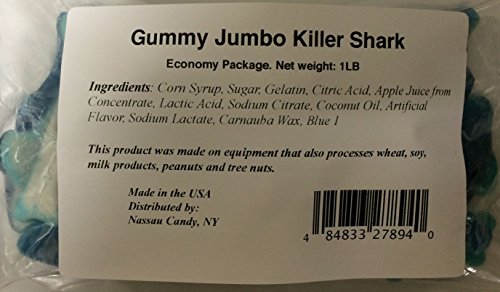 Gummy Jumbo Killer Shark
Economy Package. Net weight: 1LB
Ingredients: Corn Syrup, Sugar, Gelatin, Citric Acid, Apple Juice from
Concentrate, Lactic Acid, Sodium Citrate, Coconut Oil, Artificial
Flavor, Sodium Lactate, Carnauba Wax, Blue 1
This product was made on equipment that also processes wheat, soy,
milk products, peanuts and tree nuts.
Made in the USA
Distributed by:
Nassau Candy, NY
4 84833 27894 0